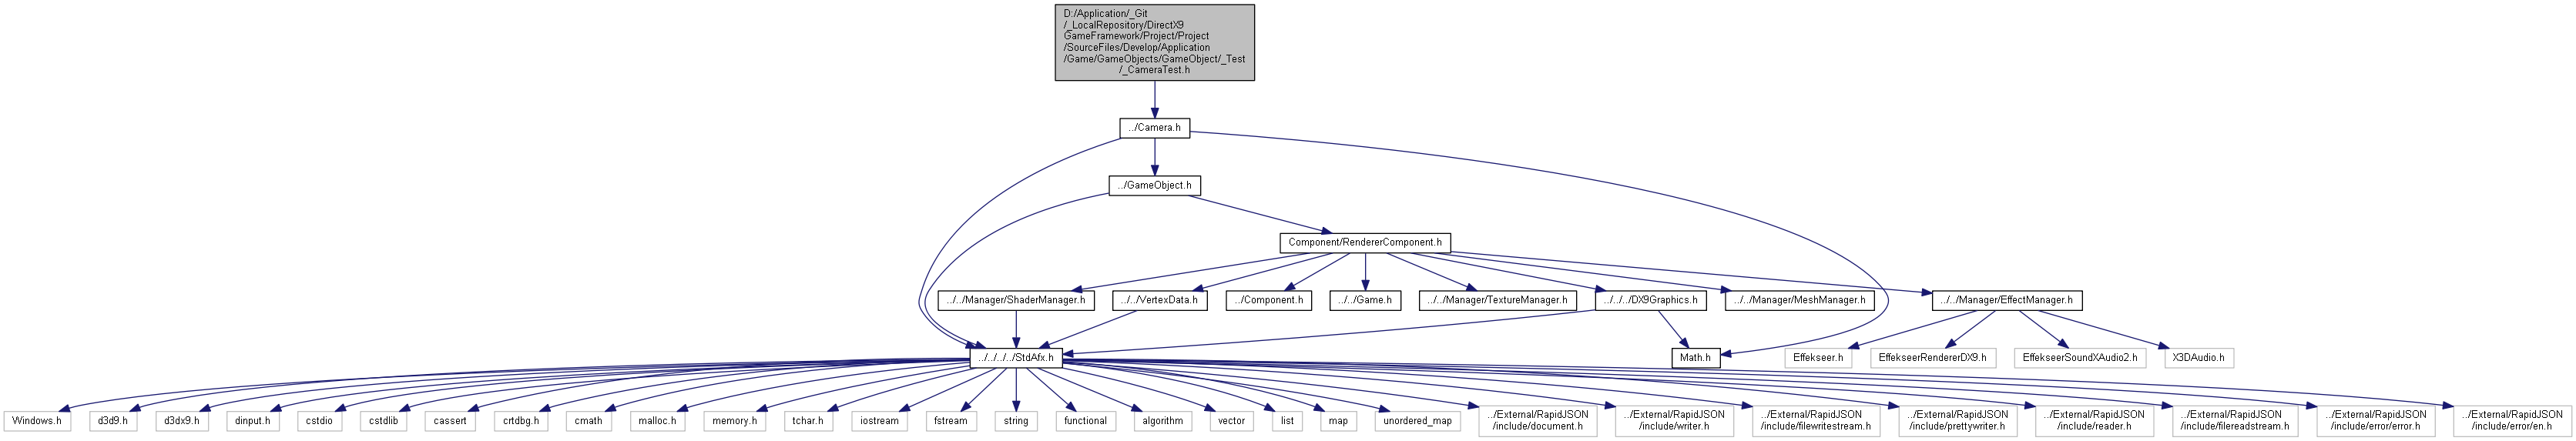 D:/Application/_Git
/_LocalRepository/DirectX9
GameFramework/Project/Project
/SourceFiles/Develop/Application
/Game/GameObjects/GameObject/_Test
/_CameraTest.h
../Camera.h
../GameObject.h
Component/RendererComponent.h
../../Manager/ShaderManager.h
../../VertexData.h
../Component.h
../../Game.h
../../Manager/TextureManager.h
../../../DX9Graphics.h
../../Manager/MeshManager.h
../../Manager/EffectManager.h
../../../../StdAfx.h
Math.h
Effekseer.h
EffekseerRendererDX9.h
EffekseerSoundXAudio2.h
X3DAudio.h
Windows.h
d3d9.h
d3dx9.h
dinput.h
cstdio
cstdlib
cassert
crtdbg.h
cmath
malloc.h
memory.h
tchar.h
iostream
fstream
string
functional
algorithm
vector
list
map
unordered_map
../External/RapidJSON
/include/document.h
../External/RapidJSON
/include/writer.h
../External/RapidJSON
/include/filewritestream.h
../External/RapidJSON
/include/prettywriter.h
../External/RapidJSON
/include/reader.h
../External/RapidJSON
/include/filereadstream.h
../External/RapidJSON
/include/error/error.h
../External/RapidJSON
/include/error/en.h